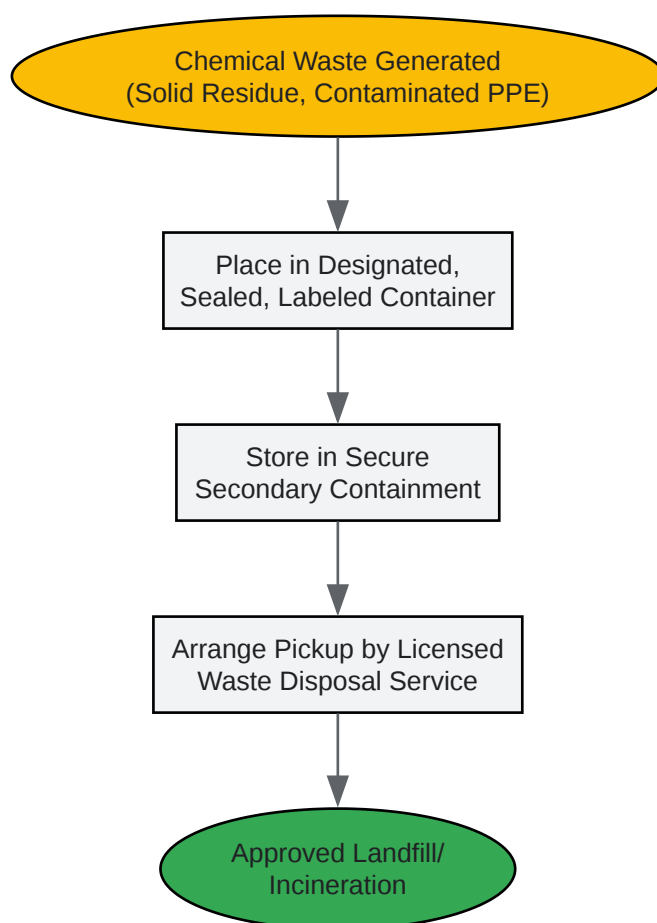 Chemical Waste Generated
(Solid Residue, Contaminated PPE)
Place in Designated,
Sealed, Labeled Container
Store in Secure
Secondary Containment
Arrange Pickup by Licensed
Waste Disposal Service
Approved Landfill/
Incineration